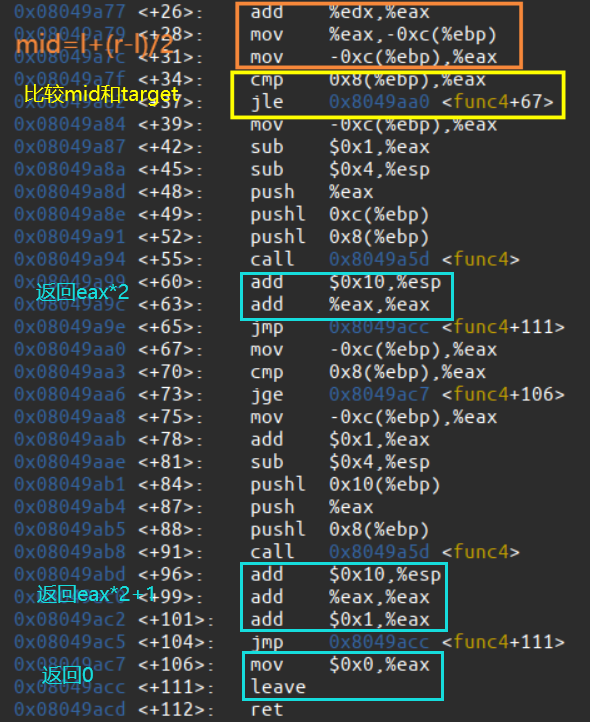 0x08049a77 <+26>: add %edx,%eax
mid=l+(r-l)/2
0x08049a79 <+28>: mov %eax,-0xc(%ebp)
0x08049a7c <+31>: mov -0xc(%ebp),%eax
0x08049a7f <+34>: cmp 0x8(%ebp),%eax
比较mid和target
<+37>: jle 0x8049aa0 <func4+67>
0x08049a84 <+39>: mov -0xc(%ebp),%eax
0x08049a87 <+42>: sub $0x1,%eax
0x08049a8a <+45>: sub $0x4,%esp
0x08049a8d <+48>: push %eax
0x08049a8e <+49>: pushl 0xc(%ebp)
0x08049a91 <+52>: pushl 0x8(%ebp)
0x08049a94 <+55>: call 0x8049a5d <func4>
0x08049a99 <+60>: add $0x10,%esp
返回eax*2
0x08049a9c <+63>: add %eax,%eax
0x08049a9e <+65>: jmp 0x8049acc <func4+111>
0x08049aa0 <+67>: mov -0xc(%ebp),%eax
0x08049aa3 <+70>: cmp 0x8(%ebp),%eax
0x08049aa6 <+73>: jge 0x8049ac7 <func4+106>
0x08049aa8 <+75>: mov -0xc(%ebp),%eax
0x08049aab <+78>: add $0x1,%eax
0x08049aae <+81>: sub $0x4,%esp
0x08049ab1 <+84>: pushl 0x10(%ebp)
0x08049ab4 <+87>: push %eax
0x08049ab5 <+88>: pushl 0x8(%ebp)
0x08049ab8 <+91>: call 0x8049a5d <func4>
0x08049abd <+96>: add $0x10,%esp
返回eax*2+1
<+99>: add %eax,%eax
0x08049ac2 <+101>: add $0x1,%eax
0x08049ac5 <+104>: jmp 0x8049acc <func4+111>
0x08049ac7 <+106>: mov $0x0,%eax
返回0
0x08049acc <+111>: leave
0x08049acd <+112>: ret